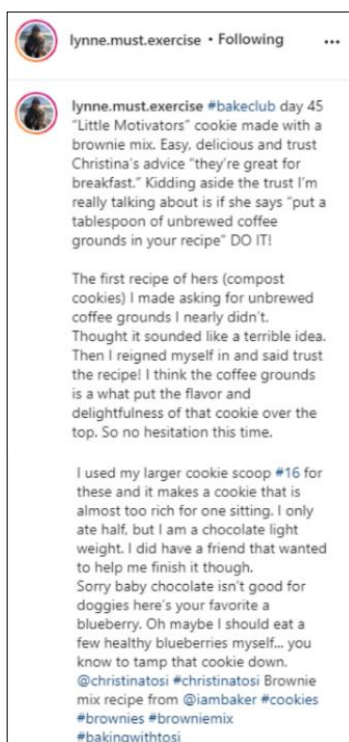 lynne.must.exercise • Following
...
lynne.must.exercise #bakeclub day 45
"Little Motivators" cookie made with a
brownie mix. Easy, delicious and trust
Christina's advice "they're great for
breakfast." Kidding aside the trust I'm
really talking about is if she says "put a
tablespoon of unbrewed coffee
grounds in your recipe" DO IT!
The first recipe of hers (compost
cookies) I made asking for unbrewed
coffee grounds I nearly didn't.
Thought it sounded like a terrible idea.
Then I reigned myself in and said trust
the recipe! I think the coffee grounds
is a what put the flavor and
delightfulness of that cookie over the
top. So no hesitation this time.
I used my larger cookie scoop #16 for
these and it makes a cookie that is
almost too rich for one sitting. I only
ate half, but I am a chocolate light
weight. I did have a friend that wanted
to help me finish it though.
Sorry baby chocolate isn't good for
doggies here's your favorite a
blueberry. Oh maybe I should eat a
few healthy blueberries myself... you
know to tamp that cookie down.
@christinatosi #christinatosi Brownie
mix recipe from @iambaker #cookies
#brownies #browniemix
#bakingwithtosi